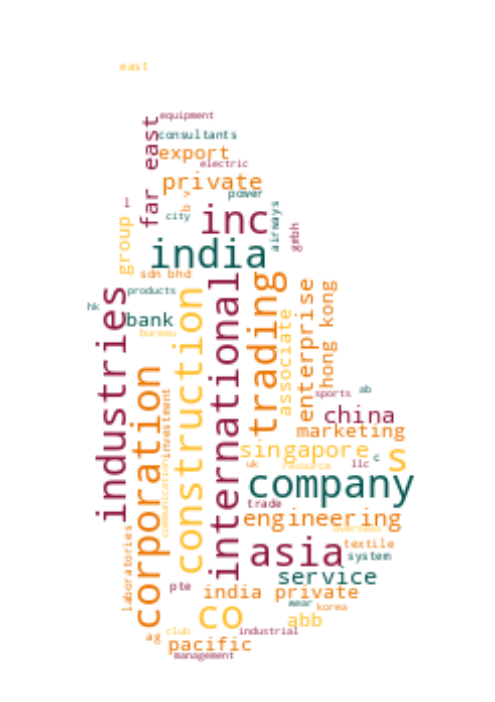 east
equipment
far east
consultants
export
electric
private
power
l
b v
city
inc
airways
gmbh
group
india
sdn bhd
products
hk
bank
bureau
industries
construction
international
trading
associate
enterprise
hong kong
corporation
investment
communication
sports
ab
china
marketing
singapore
c
s
uk
resource
llc
company
trade
engineering
overseas
laboratories
asia
textile
system
service
pte
india private
wear
korea
co
abb
ag
club
industrial
pacific
management